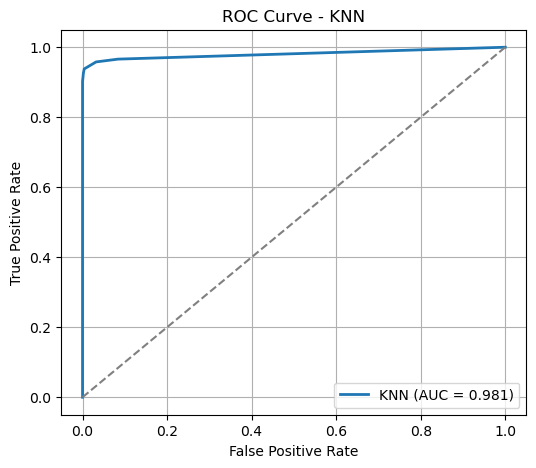 ROC Curve - KNN
True Positive Rate
1.0
0.8
0.6
0.4
0.2
0.0
KNN (AUC = 0.981)
0.0 0.2 0.4 0.6 0.8 1.0
False Positive Rate